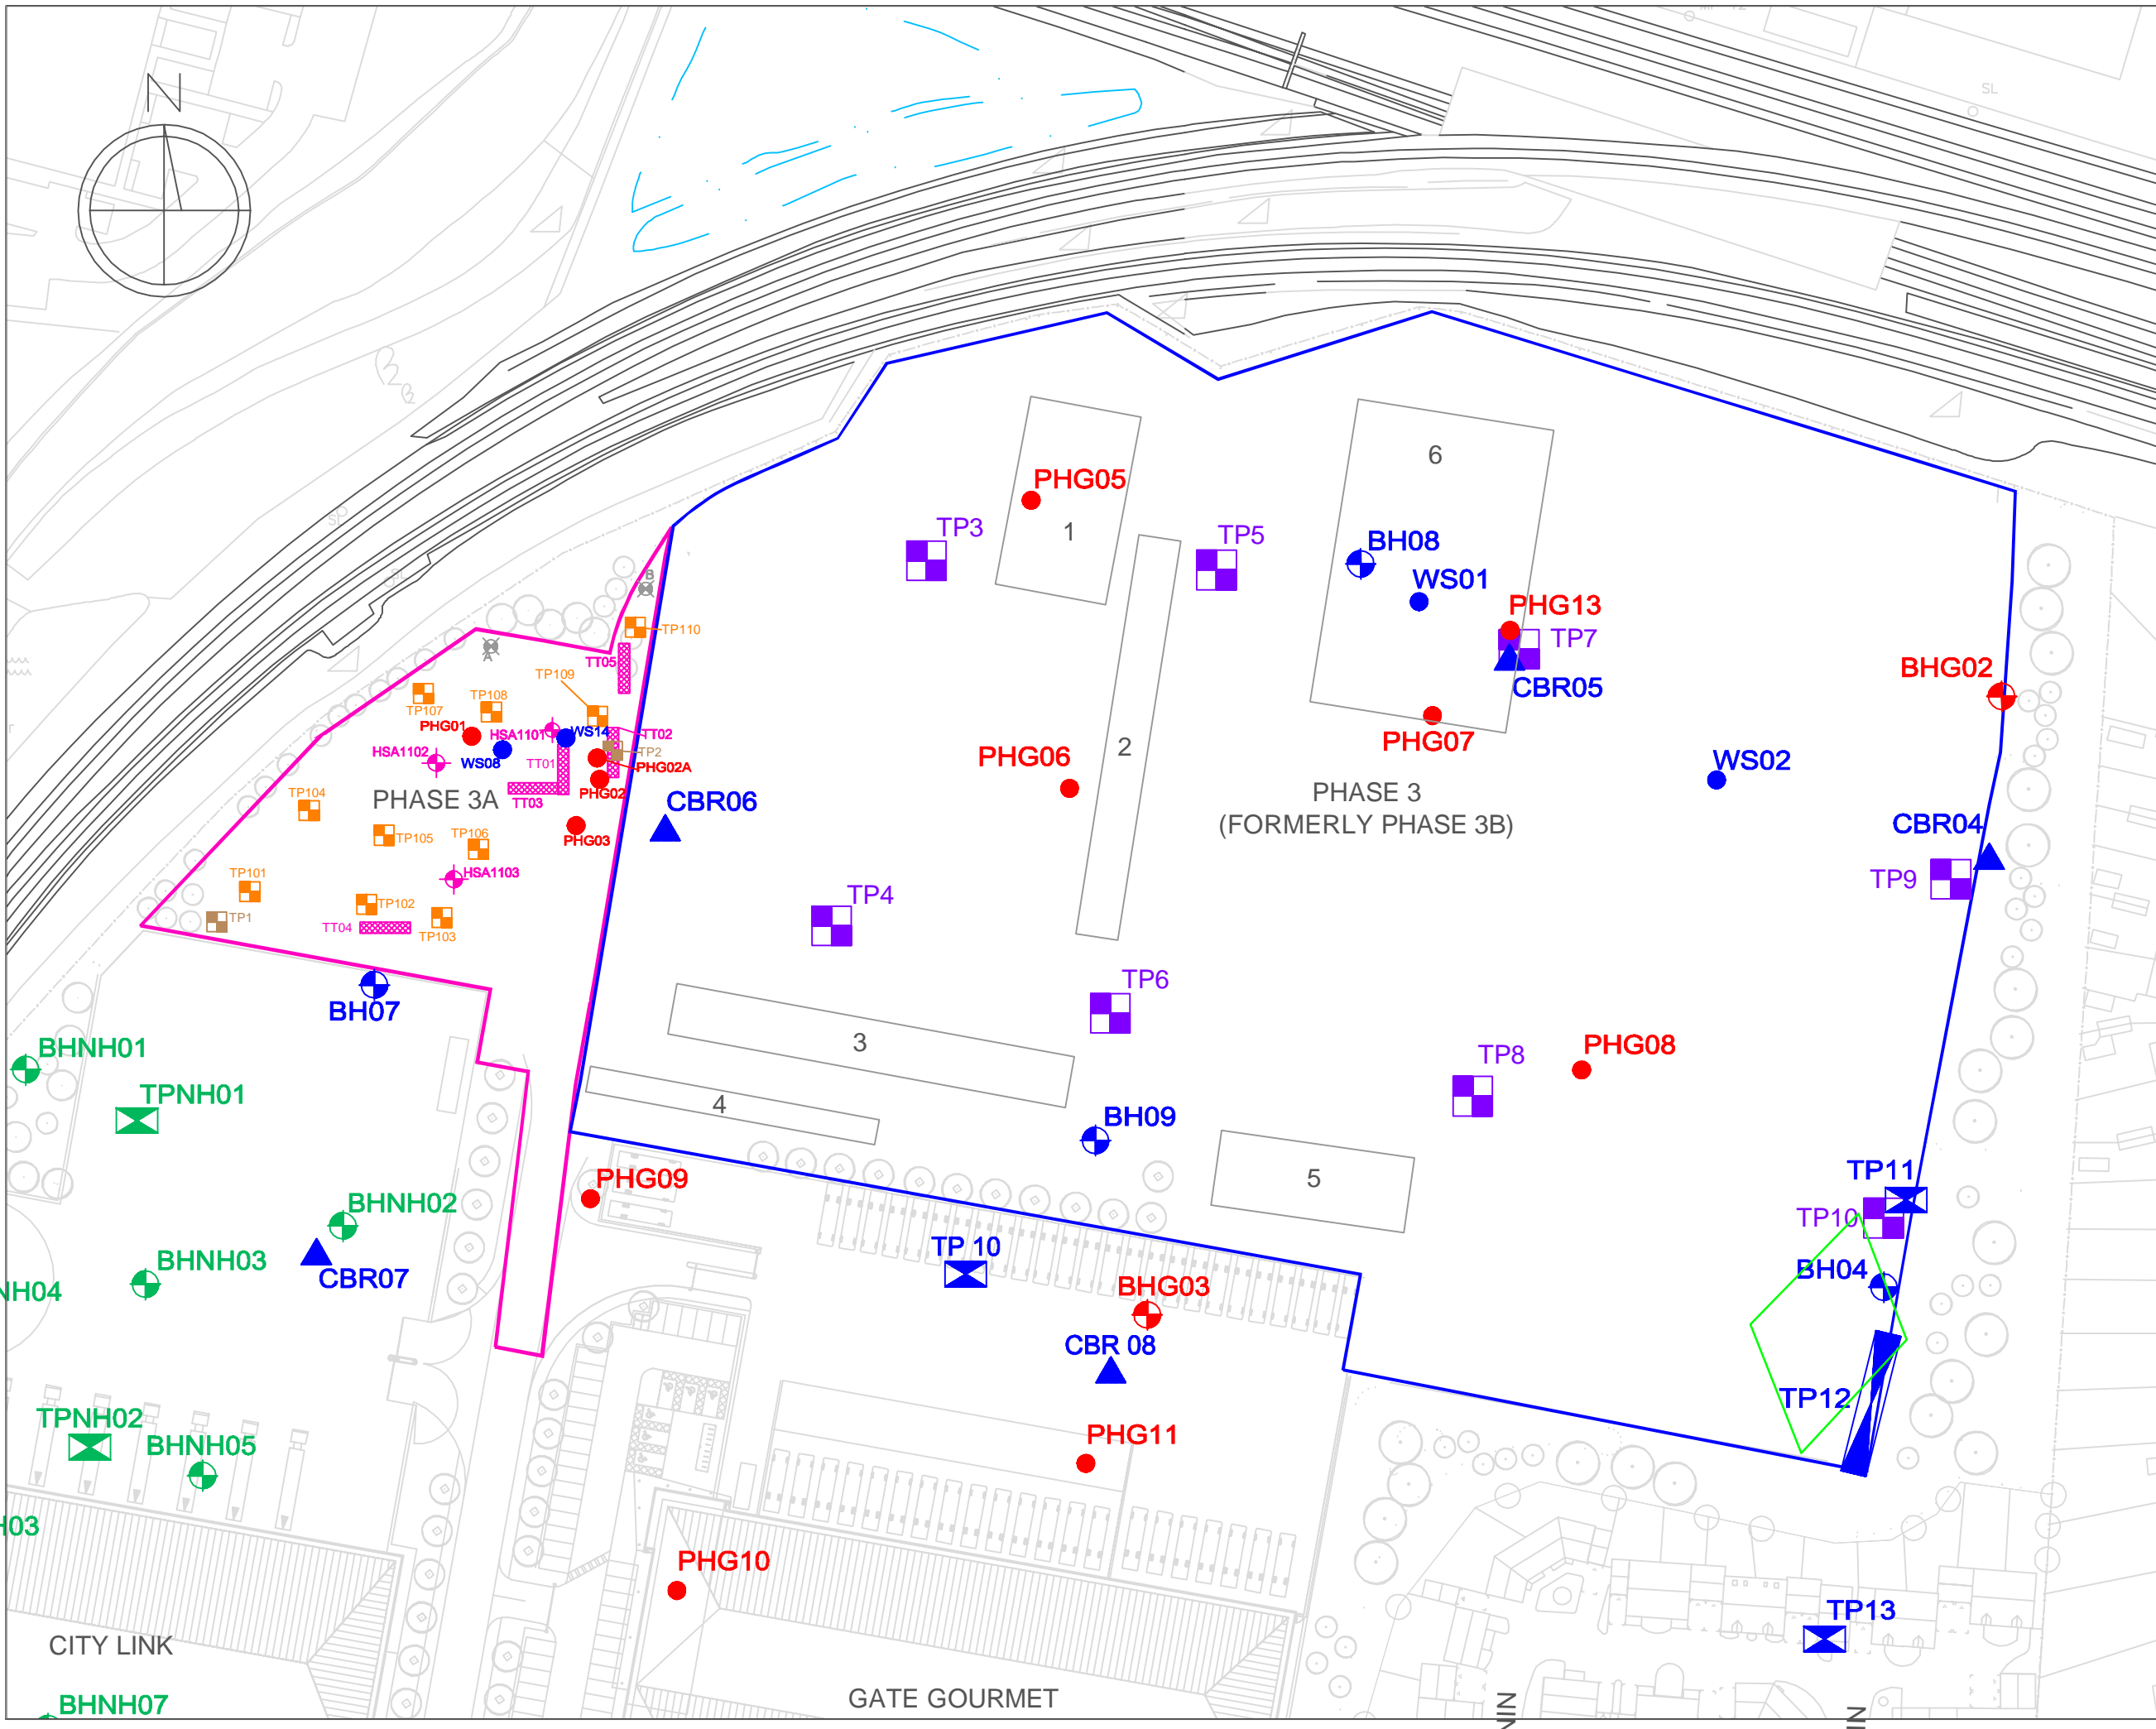 N
SL
PHG05
1
6
TP3
TP5
BH08
WS01
PHG13
TP7
CBR05
BHG02
B
TP110
A
TT05
TP109
TP107
TP108
PHG01
HSA1101
WS14
TT02
HSA1102
WS08
TT01
TP2
PHG02A
PHG02
TT03
PHASE 3A
TP104
PHG03
TP105
TP106
HSA1103
TP101
TP1
TP102
TT04
TP103
CBR06
PHG06
2
PHG07
PHASE 3
(FORMERLY PHASE 3B)
WS02
CBR04
TP9
TP4
TP6
BH07
3
4
BH09
TP8
PHG08
5
BHNH01
TPNH01
BHNH02
BHNH03
CBR07
NH04
PHG09
TP 10
BHG03
CBR 08
TP11
TP10
BH04
TP12
TPNH02
BHNH05
PHG11
H03
PHG10
TP13
CITY LINK
GATE GOURMET
BHNH07